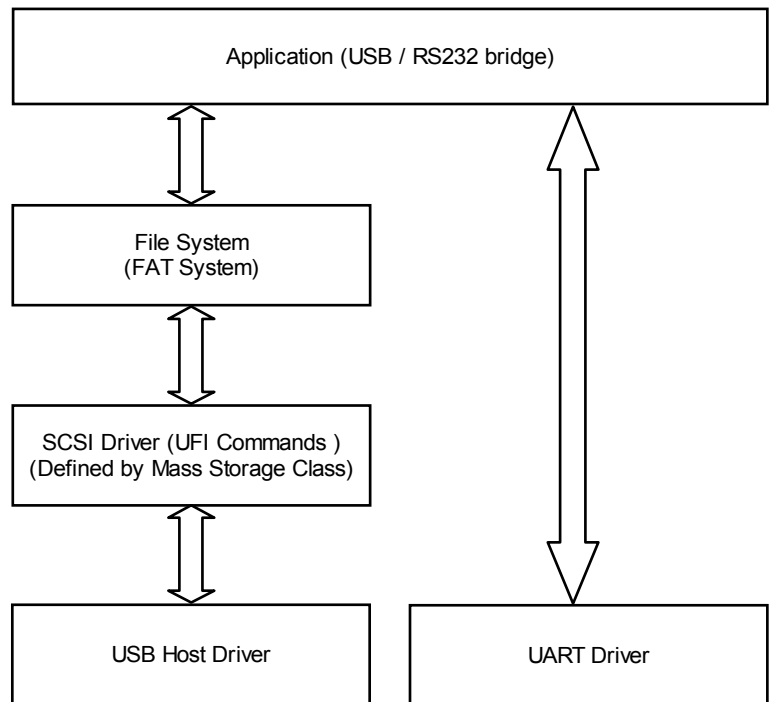 Application (USB / RS232 bridge)
File System
(FAT System)
SCSI Driver (UFI Commands )
(Defined by Mass Storage Class)
USB Host Driver
UART Driver